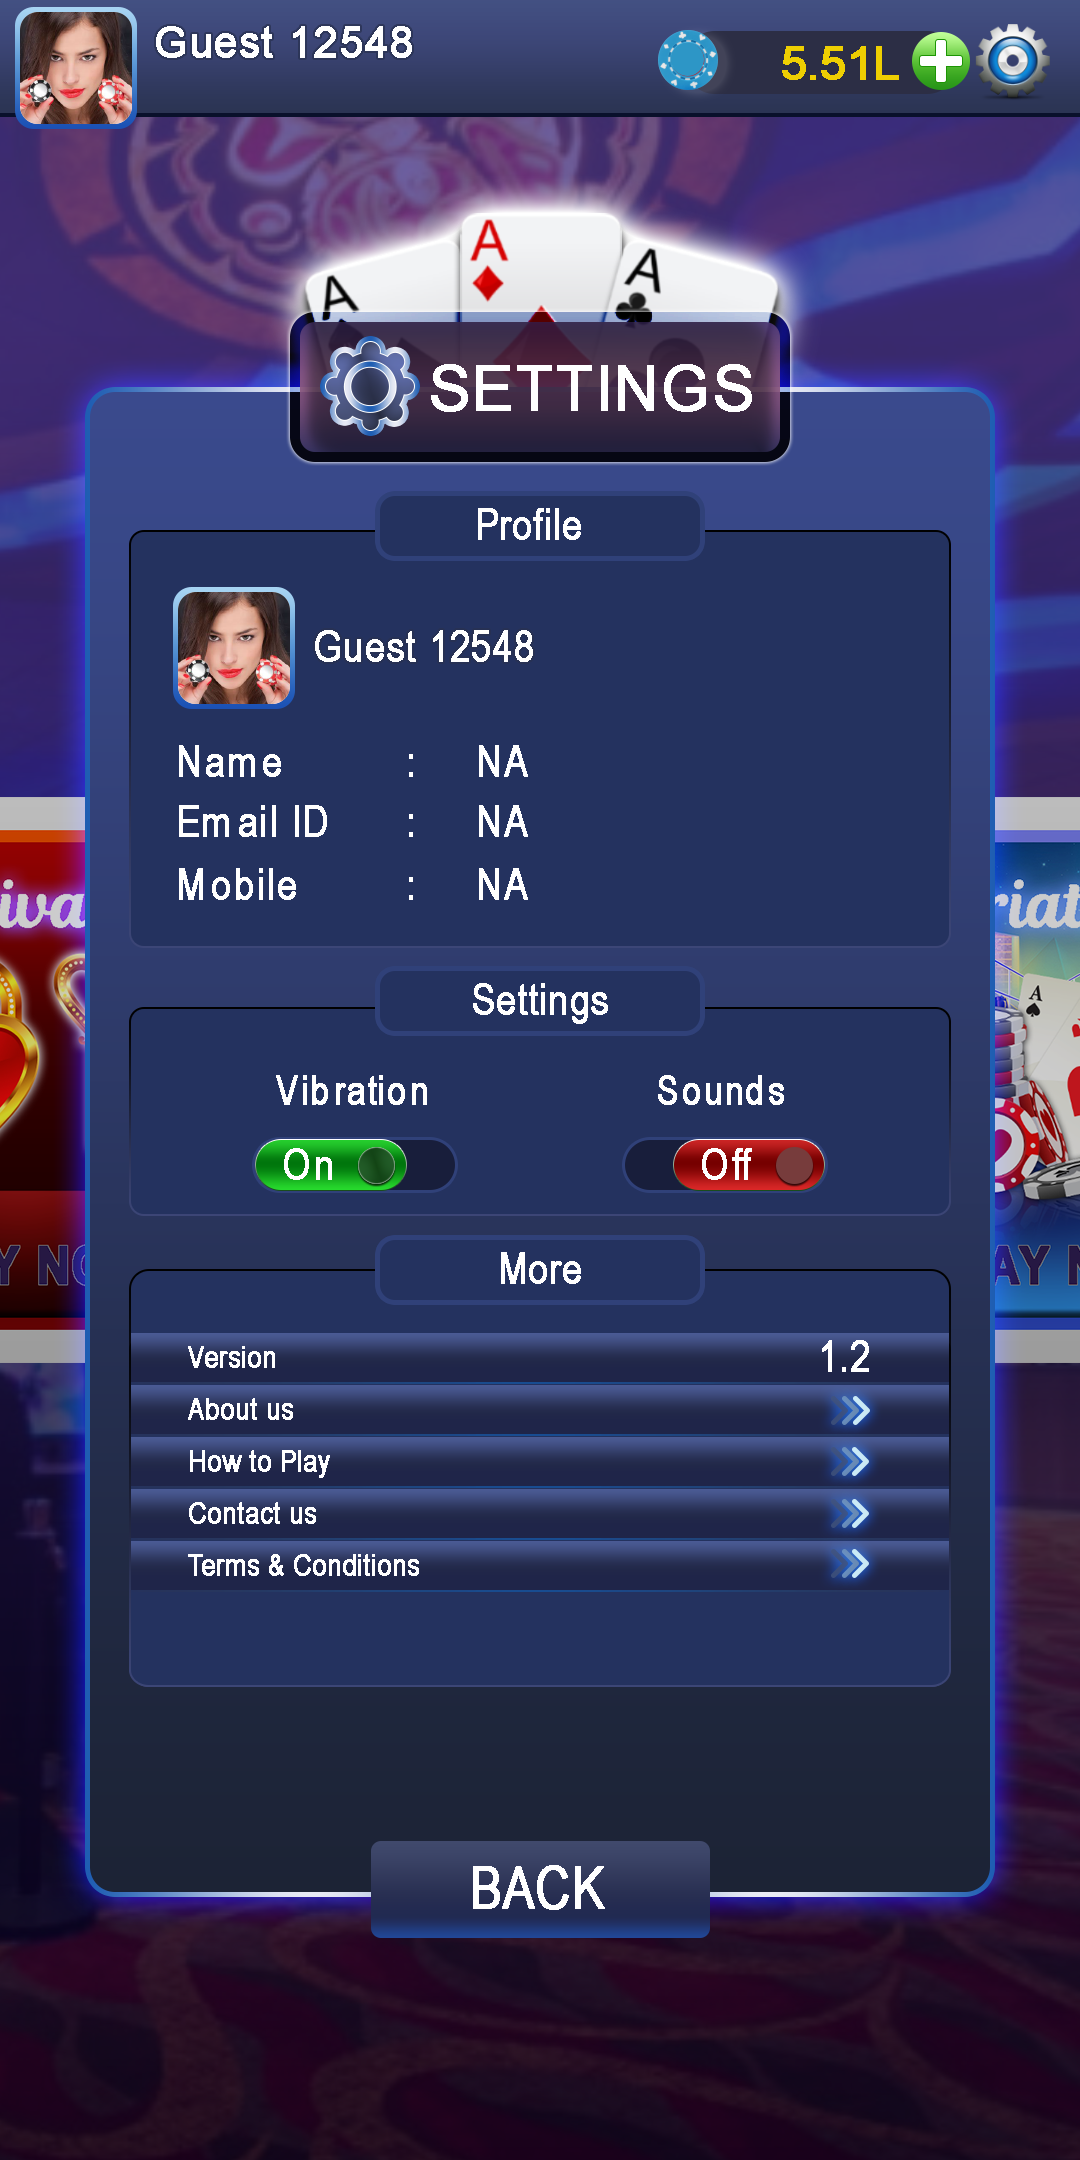 Guest 12548
5.51L
A A A
SETTINGS
Profile
Guest 12548
Name : NA
Email ID : NA
Mobile : NA
Settings
Vibration Sounds
On Off
More
Version 1.2
About us
How to Play
Contact us
Terms & Conditions
BACK